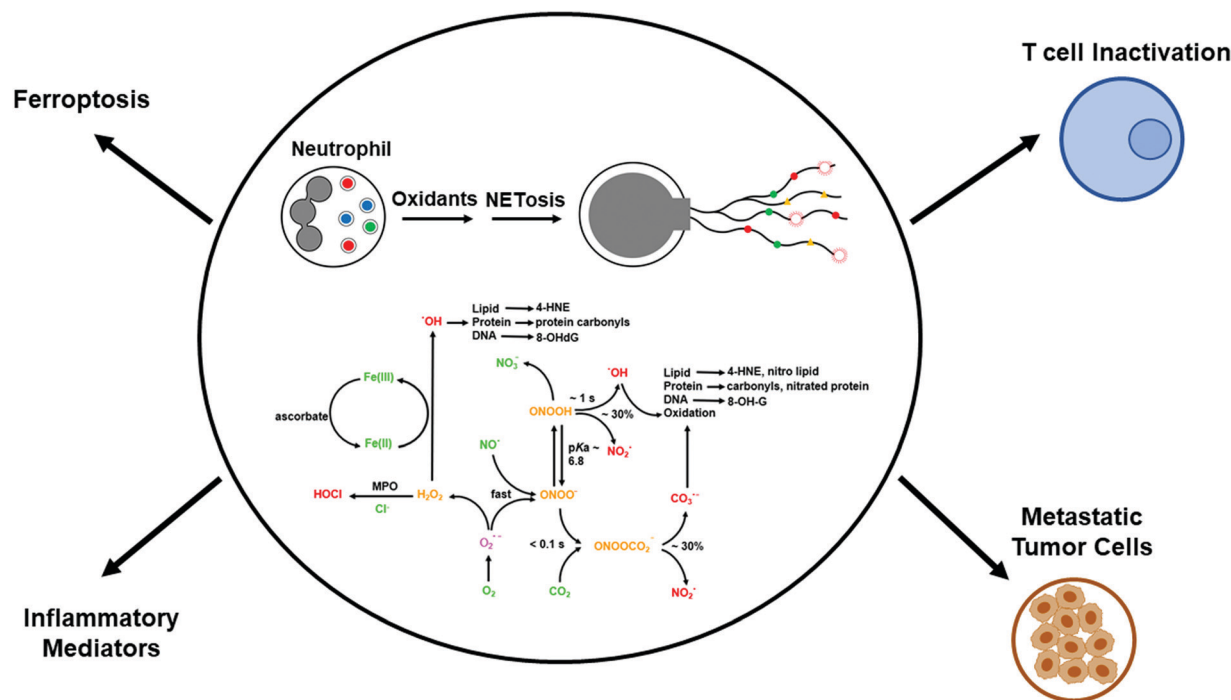 T cell Inactivation
Ferroptosis
Neutrophil
Oxidants
NETosis
Lipid → 4-HNE
˙OH → Protein → protein carbonyls
DNA → 8-OHdG
NO₃⁻
˙OH
Lipid → 4-HNE, nitro lipid
Protein → carbonyls, nitrated protein
DNA → 8-OH-G
Oxidation
Fe(III)
~ 1 s
ONOOH
~ 30%
ascorbate
Fe(II)
NO˙
pKa ~
6.8
NO₂˙
HOCl
MPO
Cl⁻
H₂O₂
fast
ONOO⁻
CO₃˙⁻
O₂˙⁻
< 0.1 s
ONOOCO₂⁻
~ 30%
O₂
CO₂
NO₂˙
Metastatic
Tumor Cells
Inflammatory
Mediators